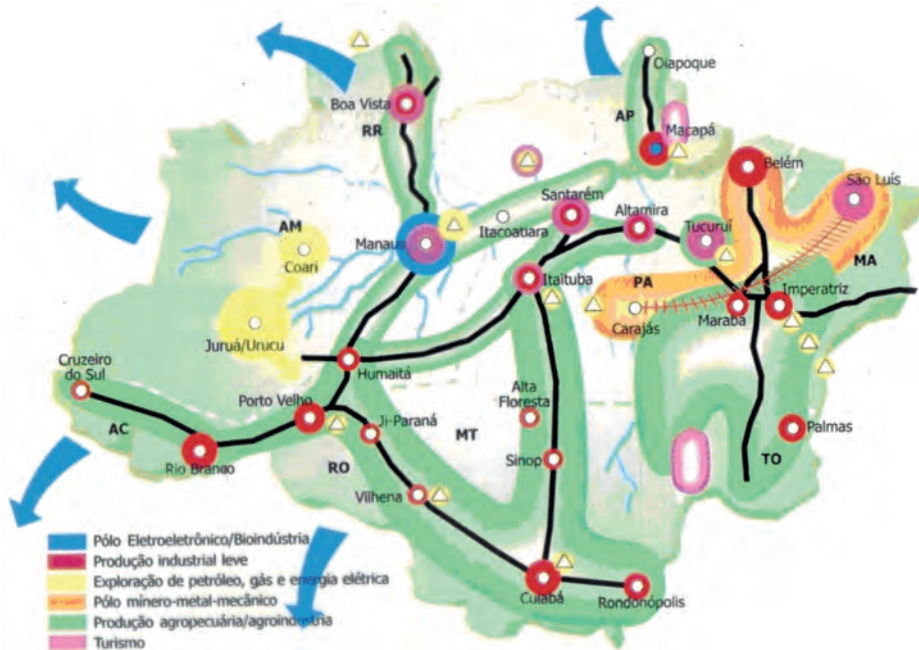 Oiapoque
Boa Vista
RR
AP
Macapá
Belém
São Luís
Santarém
Altamira
Tucuruí
Itacoatiara
AM
Manaus
Coari
Itaítuba
PA
MA
Imperatriz
Carajás
Marabá
Juruá/Urucu
Cruzeiro
do Sul
Humaitá
Alta
Floresta
Porto Velho
Ji-Paraná
AC
MT
Palmas
Rio Branco
RO
Sinop
TO
Vilhena
Cuiabá
Rondonópolis
Pólo Eletroeletrônico/Bioindústria
Produção industrial leve
Exploração de petróleo, gás e energia elétrica
Pólo mínero-metal-mecânico
Produção agropecuária/agroindústria
Turismo